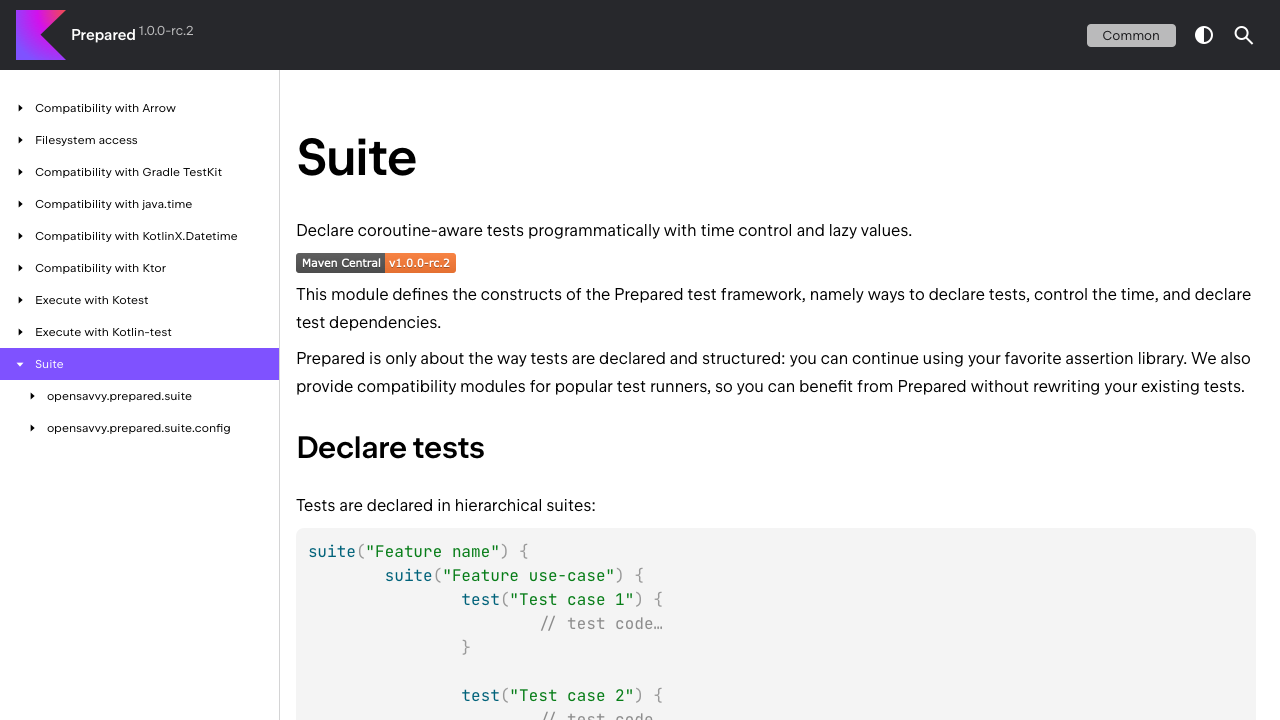 Prepared 1.0.0-rc.2
Common
Compatibility with Arrow
Filesystem access
Compatibility with Gradle TestKit
Compatibility with java.time
Compatibility with KotlinX.Datetime
Compatibility with Ktor
Execute with Kotest
Execute with Kotlin-test
Suite
opensavvy.prepared.suite
opensavvy.prepared.suite.config
Suite
Declare coroutine-aware tests programmatically with time control and lazy values.
Maven Central v1.0.0-rc.2
This module defines the constructs of the Prepared test framework, namely ways to declare tests, control the time, and declare
test dependencies.
Prepared is only about the way tests are declared and structured: you can continue using your favorite assertion library. We also
provide compatibility modules for popular test runners, so you can benefit from Prepared without rewriting your existing tests.
Declare tests
Tests are declared in hierarchical suites:
suite("Feature name") {
        suite("Feature use-case") {
                test("Test case 1") {
                        // test code…
                }
                test("Test case 2") {
                        // test code…